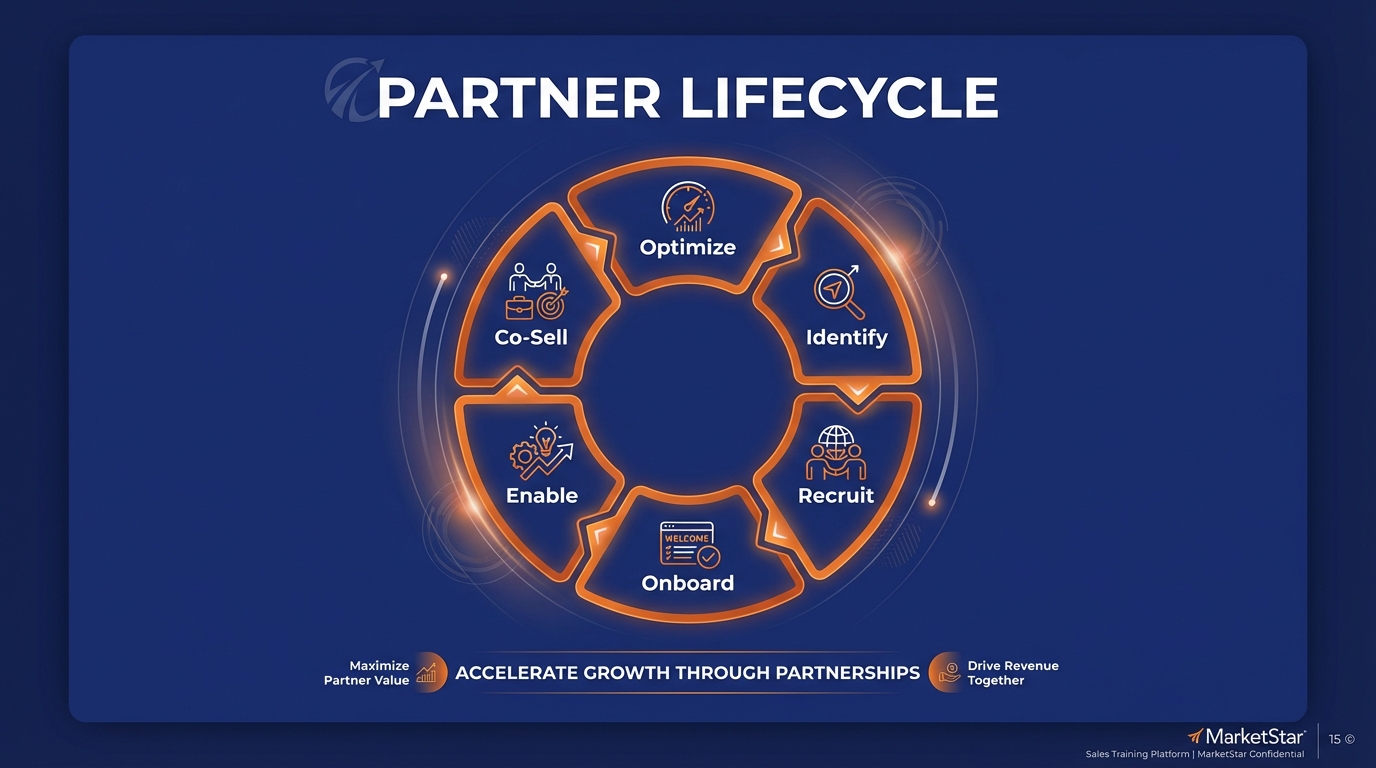 PARTNER LIFECYCLE
Optimize
Identify
Recruit
WELCOME
Onboard
Enable
Co-Sell
Maximize
Partner Value
ACCELERATE GROWTH THROUGH PARTNERSHIPS
Drive Revenue
Together
MarketStar
Sales Training Platform | MarketStar Confidential
15 ©